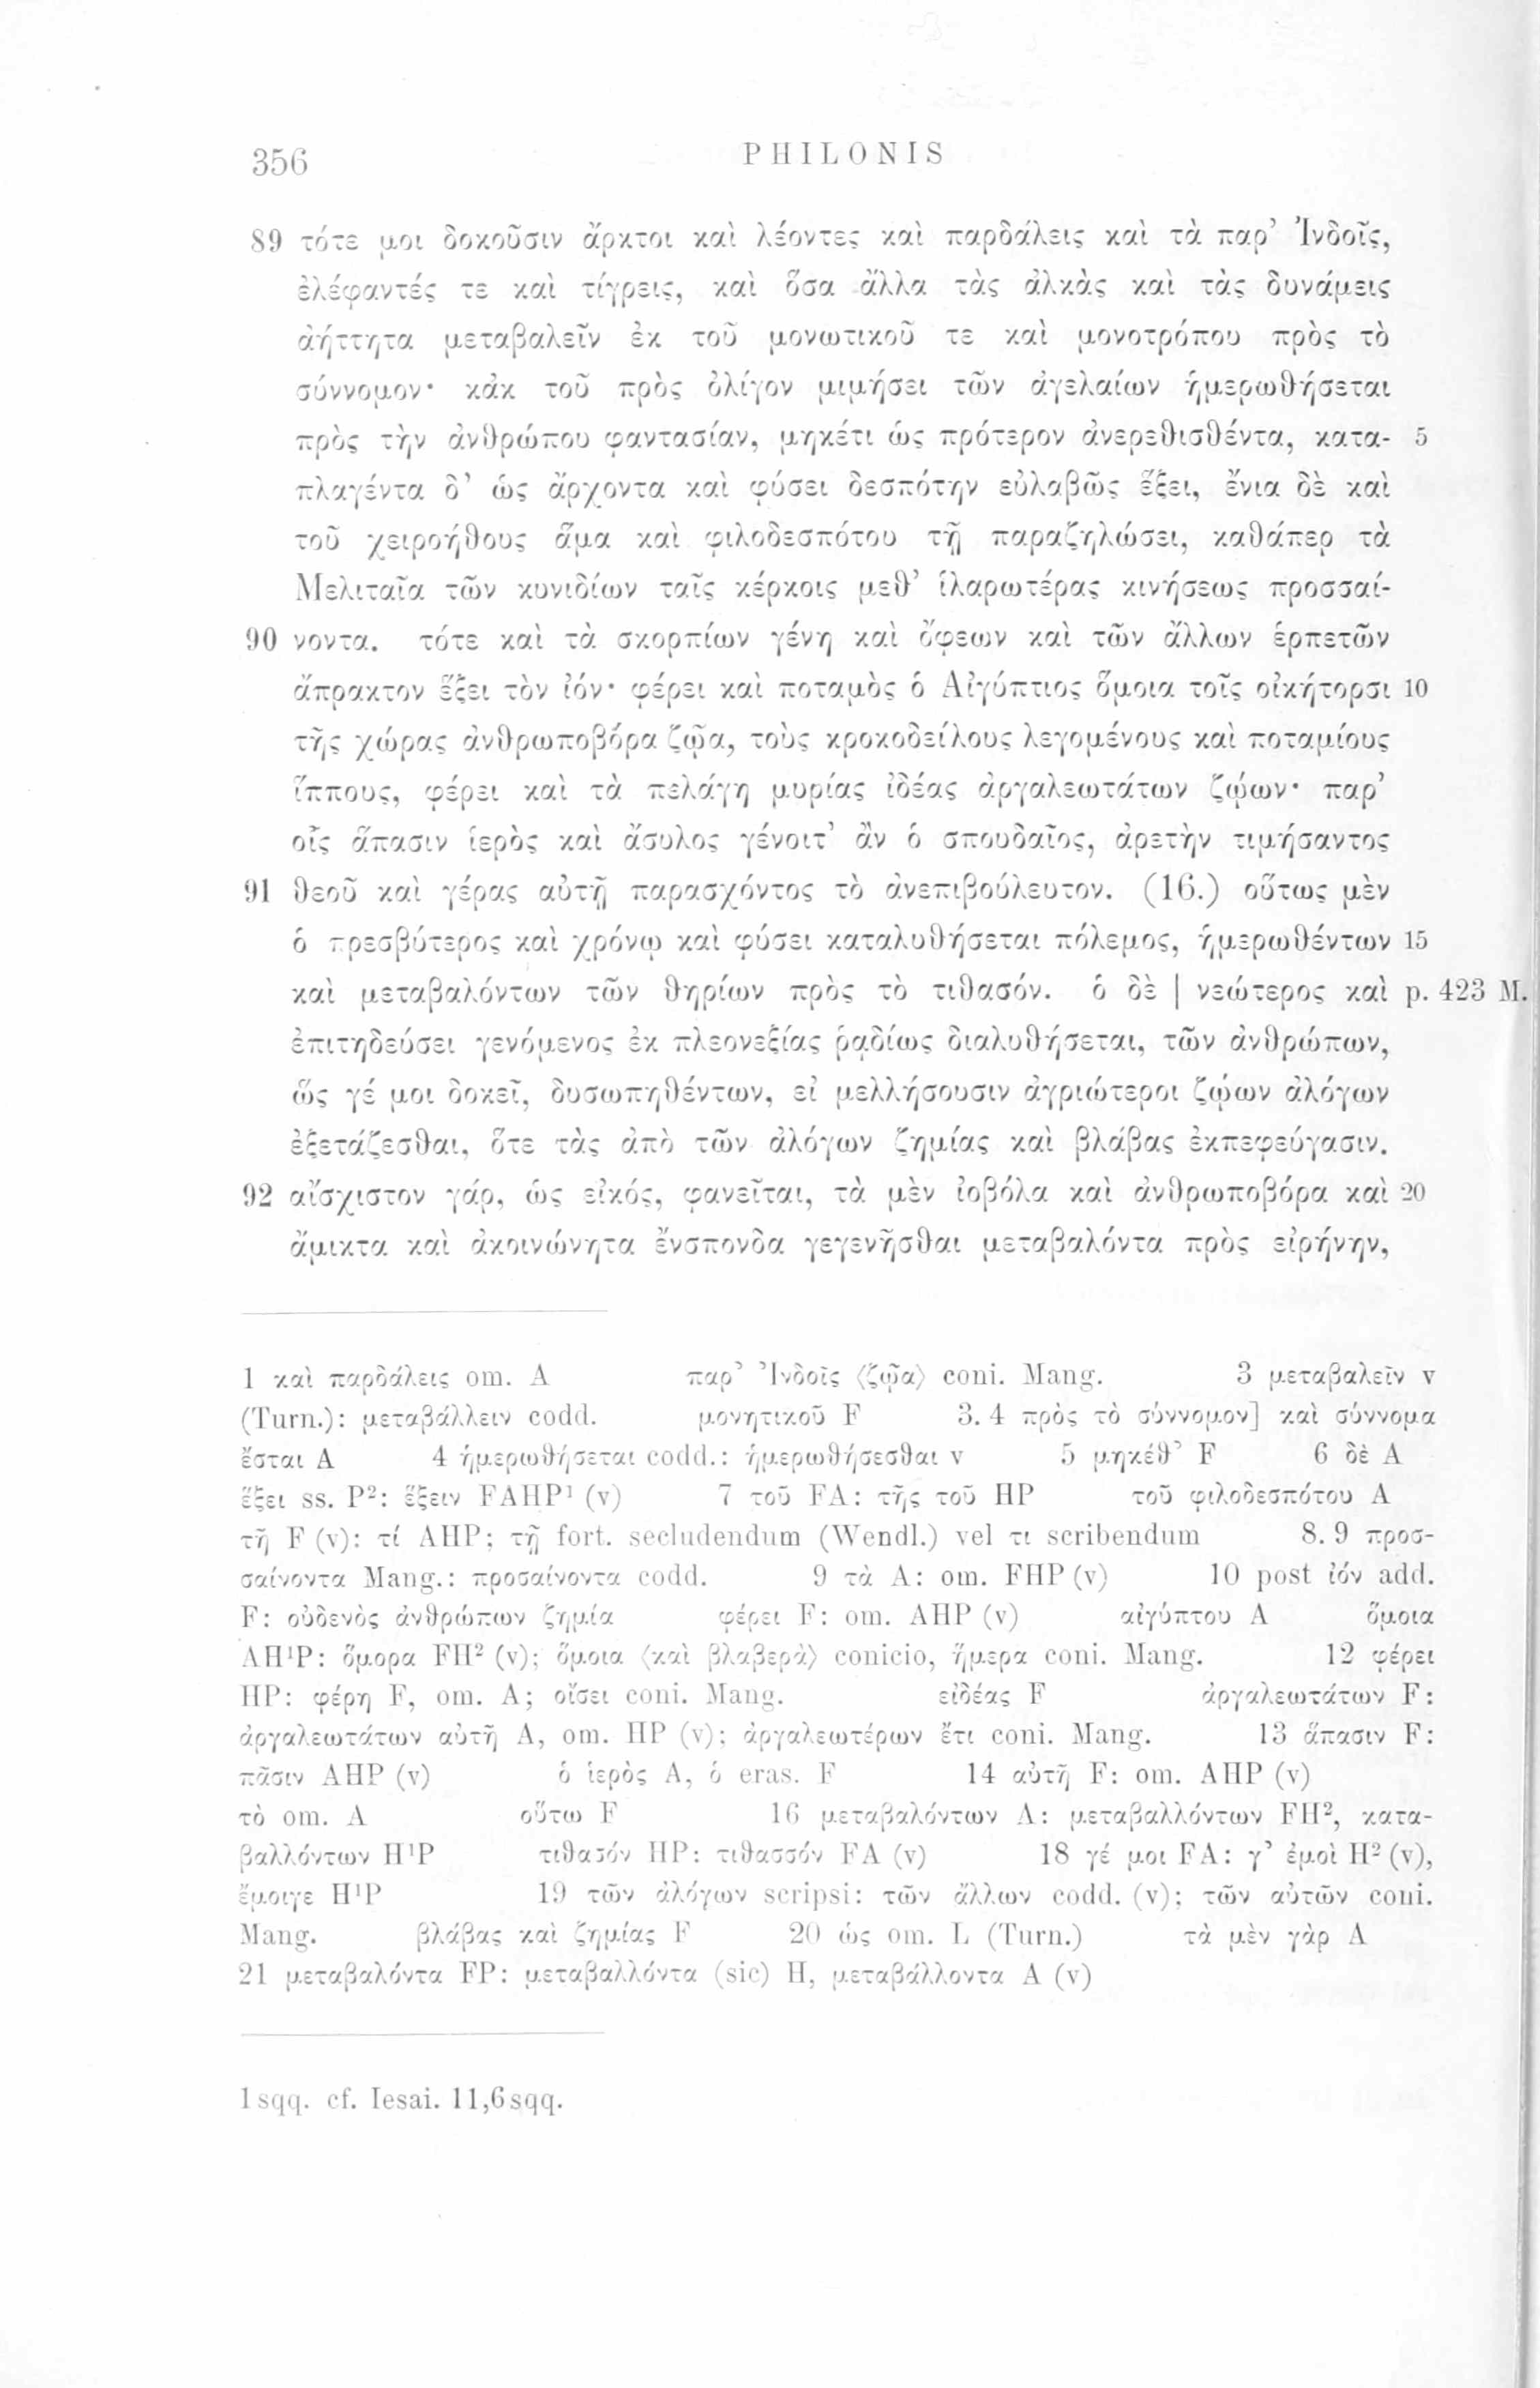 356
PHILONIS
89 τότε μοι δοκοῦσιν ἄρκτοι καὶ λέοντες καὶ παρδάλεις καὶ τὰ παρ’ Ἰνδοῖς,
ἐλέφαντές τε καὶ τίγρεις, καὶ ὅσα ἄλλα τὰς ἀλκὰς καὶ τὰς δυνάμεις
ἀήττητα μεταβαλεῖν ἐκ τοῦ μονωτικοῦ τε καὶ μονοτρόπου πρὸς τὸ
σύννομον· κἀκ τοῦ πρὸς ὀλίγον μιμήσει τῶν ἀγελαίων ἡμερωθήσεται
πρὸς τὴν ἀνθρώπου φαντασίαν, μηκέτι ὡς πρότερον ἀνερεθισθέντα, κατα- 5
πλαγέντα δ’ ὡς ἄρχοντα καὶ φύσει δεσπότην εὐλαβῶς ἕξει, ἔνια δὲ καὶ
τοῦ χειροήθους ἅμα καὶ φιλοδεσπότου τῇ παραζηλώσει, καθάπερ τὰ
Μελιταῖα τῶν κυνιδίων ταῖς κέρκοις μεθ’ ἱλαρωτέρας κινήσεως προσσαί-
90 νοντα. τότε καὶ τὰ σκορπίων γένη καὶ ὄφεων καὶ τῶν ἄλλων ἑρπετῶν
ἄπρακτον ἕξει τὸν ἰόν· φέρει καὶ ποταμὸς ὁ Αἰγύπτιος ὅμοια τοῖς οἰκήτορσι 10
τῆς χώρας ἀνθρωποβόρα ζῷα, τοὺς κροκοδείλους λεγομένους καὶ ποταμίους
ἵππους, φέρει καὶ τὰ πελάγη μυρίας ἰδέας ἀργαλεωτάτων ζῴων· παρ’
οἷς ἅπασιν ἱερὸς καὶ ἄσυλος γένοιτ’ ἂν ὁ σπουδαῖος, ἀρετὴν τιμήσαντος
91 θεοῦ καὶ γέρας αὐτῇ παρασχόντος τὸ ἀνεπιβούλευτον. (16.) οὕτως μὲν
ὁ πρεσβύτερος καὶ χρόνῳ καὶ φύσει καταλυθήσεται πόλεμος, ἡμερωθέντων 15
καὶ μεταβαλόντων τῶν θηρίων πρὸς τὸ τιθασόν. ὁ δὲ | νεώτερος καὶ p. 423 M.
ἐπιτηδεύσει γενόμενος ἐκ πλεονεξίας ῥᾳδίως διαλυθήσεται, τῶν ἀνθρώπων,
ὥς γέ μοι δοκεῖ, δυσωπηθέντων, εἰ μελλήσουσιν ἀγριώτεροι ζῴων ἀλόγων
ἐξετάζεσθαι, ὅτε τὰς ἀπὸ τῶν ἀλόγων ζημίας καὶ βλάβας ἐκπεφεύγασιν.
92 αἴσχιστον γάρ, ὡς εἰκός, φανεῖται, τὰ μὲν ἰοβόλα καὶ ἀνθρωποβόρα καὶ 20
ἄμικτα καὶ ἀκοινώνητα ἔνσπονδα γεγενῆσθαι μεταβαλόντα πρὸς εἰρήνην,
1 καὶ παρδάλεις om. A παρ’ Ἰνδοῖς ⟨ζῷα⟩ coni. Mang. 3 μεταβαλεῖν v
(Turn.): μεταβάλλειν codd. μονητικοῦ F 3. 4 πρὸς τὸ σύννομον] καὶ σύννομα
ἔσται A 4 ἡμερωθήσεται codd.: ἡμερωθήσεσθαι v 5 μηκέθ’ F 6 δὲ A
ἕξει ss. P²: ἕξειν FAHP¹ (v) 7 τοῦ FA: τῆς τοῦ HP τοῦ φιλοδεσπότου A
τῇ F (v): τί AHP; τῇ fort. secludendum (Wendl.) vel τι scribendum 8. 9 προσ-
σαίνοντα Mang.: προσαίνοντα codd. 9 τὰ A: om. FHP (v) 10 post ἰόν add.
F: οὐδενὸς ἀνθρώπων ζημία φέρει F: om. AHP (v) αἰγύπτου A ὅμοια
AH¹P: ὅμορα FH² (v); ὅμοια ⟨καὶ βλαβερὰ⟩ conicio, ἥμερα coni. Mang. 12 φέρει
HP: φέρῃ F, om. A; οἴσει coni. Mang. εἰδέας F ἀργαλεωτάτων F:
ἀργαλεωτάτων αὐτῇ A, om. HP (v); ἀργαλεωτέρων ἔτι coni. Mang. 13 ἅπασιν F:
πᾶσιν AHP (v) ὁ ἱερὸς A, ὁ eras. F 14 αὐτῇ F: om. AHP (v)
τὸ om. A οὕτω F 16 μεταβαλόντων A: μεταβαλλόντων FH², κατα-
βαλλόντων H¹P τιθασόν HP: τιθασσόν FA (v) 18 γέ μοι FA: γ’ ἐμοὶ H² (v),
ἔμοιγε H¹P 19 τῶν ἀλόγων scripsi: τῶν ἄλλων codd. (v); τῶν αὐτῶν coni.
Mang. βλάβας καὶ ζημίας F 20 ὡς om. L (Turn.) τὰ μὲν γὰρ A
21 μεταβαλόντα FP: μεταβαλλόντα (sic) H, μεταβάλλοντα A (v)
1 sqq. cf. Iesai. 11,6 sqq.